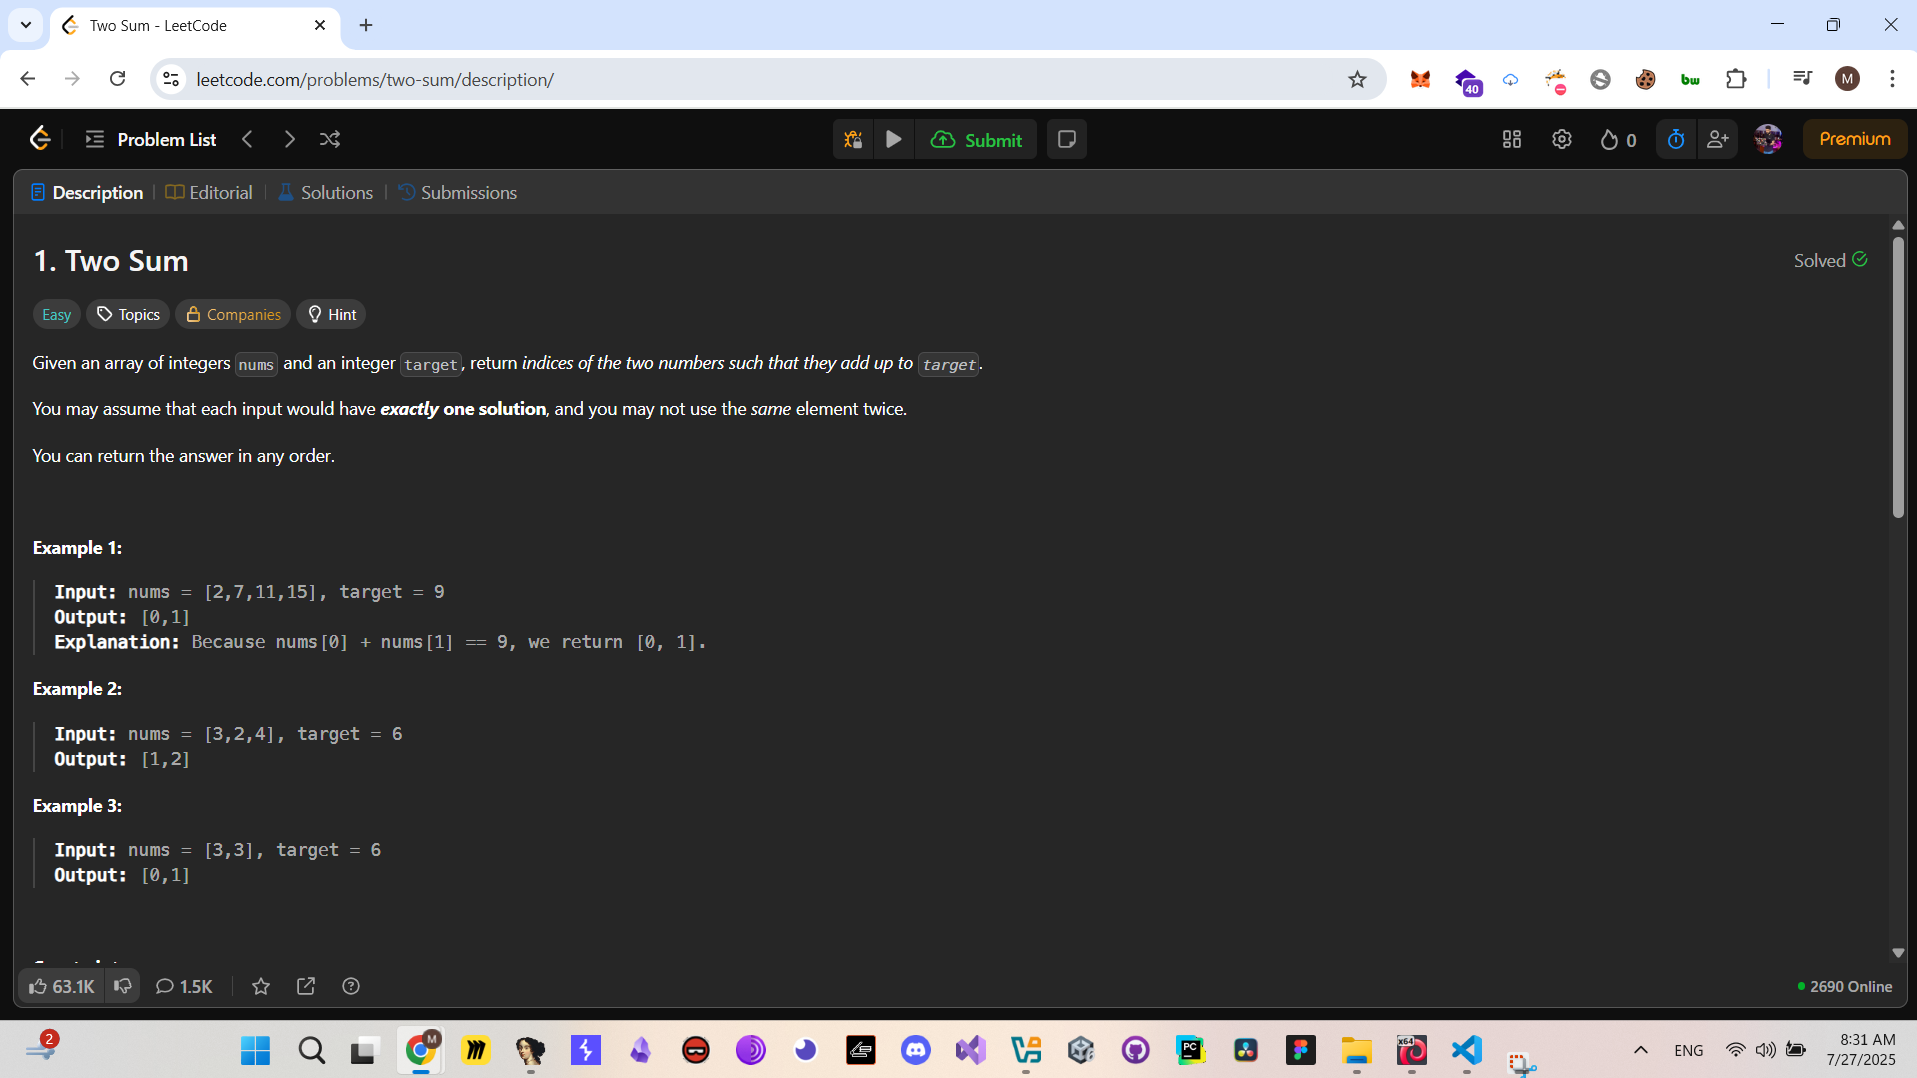 Two Sum - LeetCode
leetcode.com/problems/two-sum/description/
40
bw
M
Problem List
Submit
0
Premium
Description
Editorial
Solutions
Submissions
1. Two Sum
Solved
Easy
Topics
Companies
Hint
Given an array of integers nums and an integer target, return indices of the two numbers such that they add up to target.
You may assume that each input would have exactly one solution, and you may not use the same element twice.
You can return the answer in any order.
Example 1:
Input: nums = [2,7,11,15], target = 9
Output: [0,1]
Explanation: Because nums[0] + nums[1] == 9, we return [0, 1].
Example 2:
Input: nums = [3,2,4], target = 6
Output: [1,2]
Example 3:
Input: nums = [3,3], target = 6
Output: [0,1]
63.1K
1.5K
2690 Online
2
M
PC
x64
ENG
8:31 AM
7/27/2025